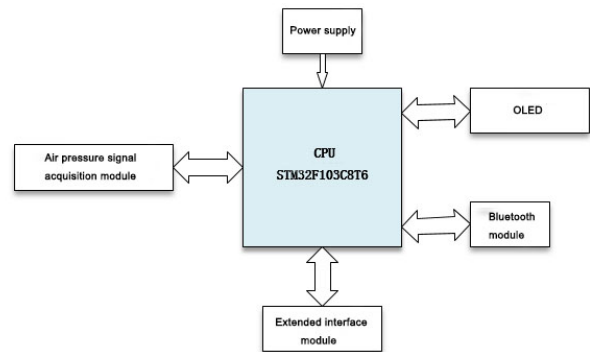 Power supply
CPU
STM32F103C8T6
OLED
Air pressure signal
acquisition module
Bluetooth
module
Extended interface
module